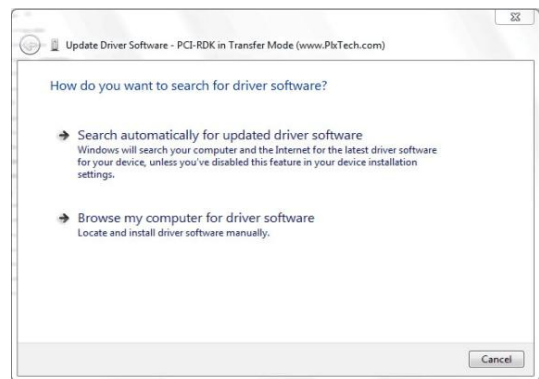 Update Driver Software - PCI-RDK in Transfer Mode (www.PlxTech.com)
How do you want to search for driver software?
Search automatically for updated driver software
Windows will search your computer and the Internet for the latest driver software
for your device, unless you've disabled this feature in your device installation
settings.
Browse my computer for driver software
Locate and install driver software manually.
Cancel